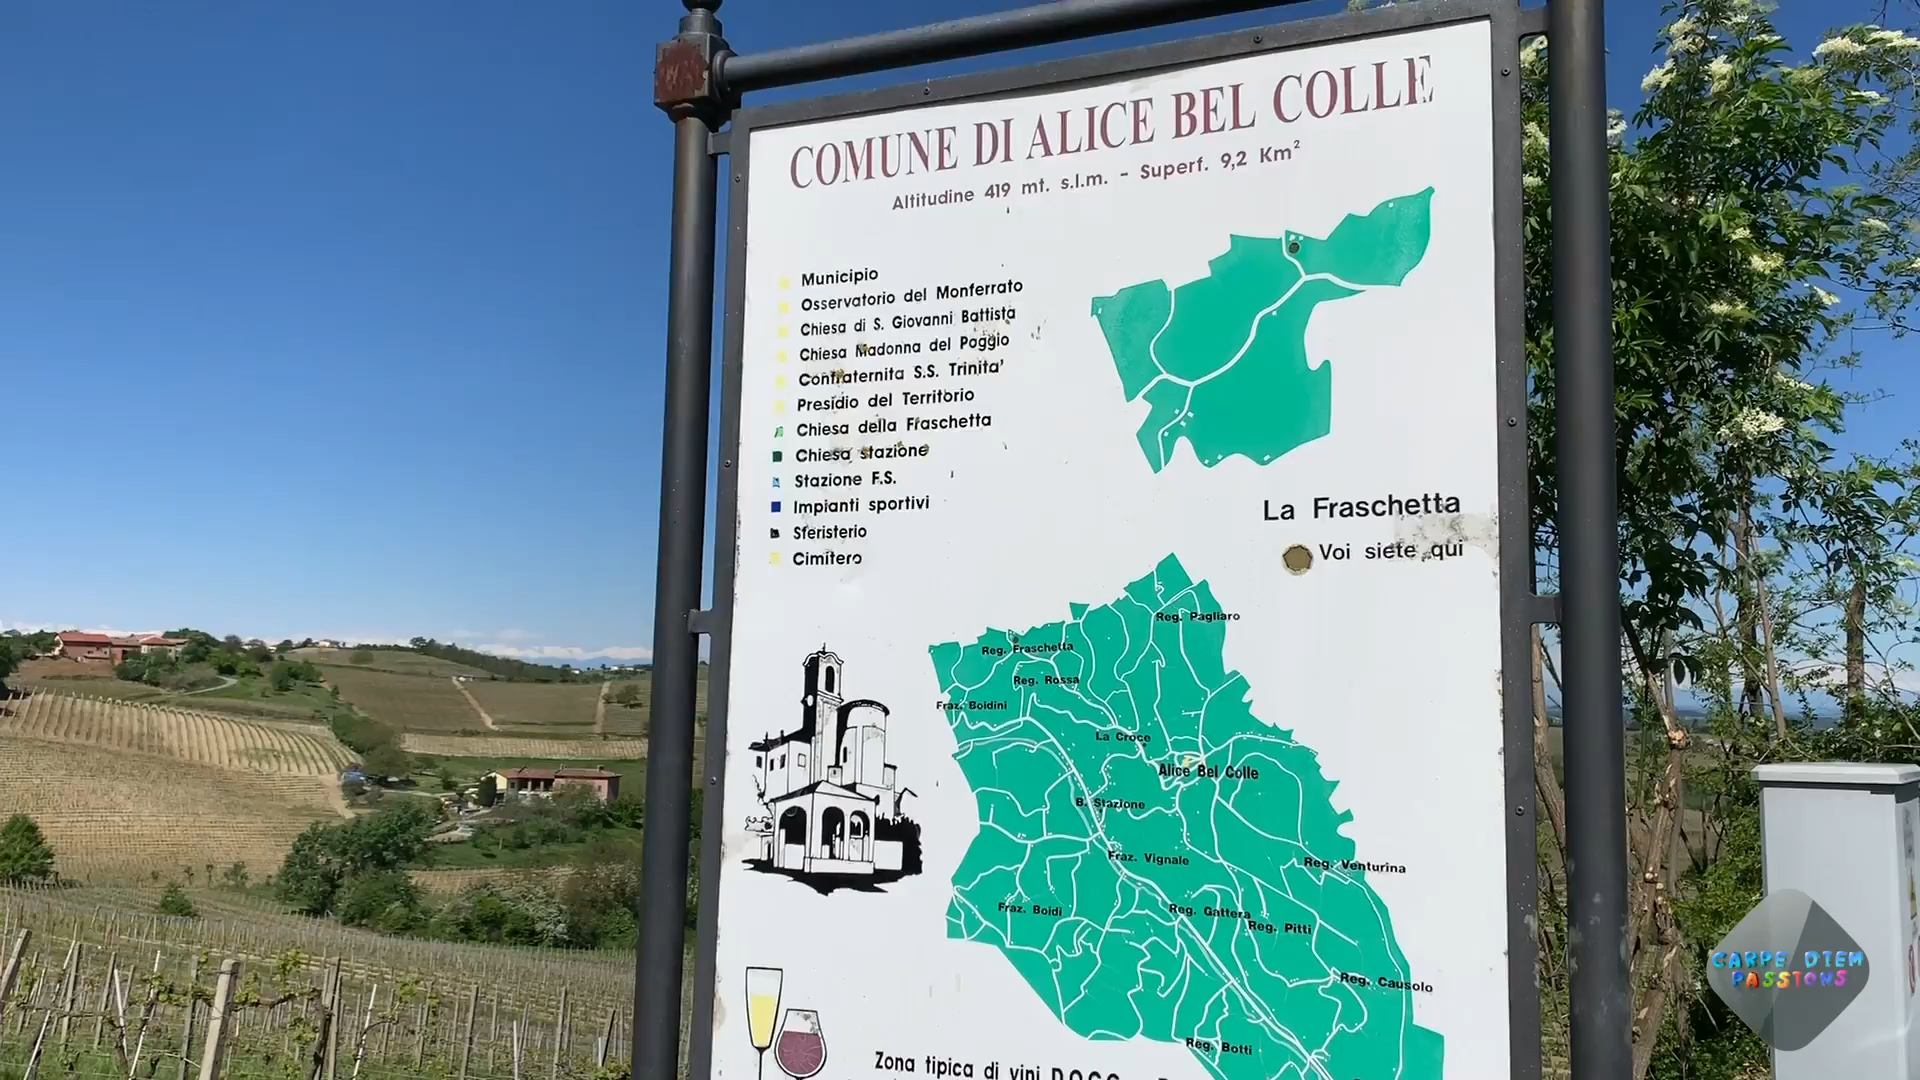 COMUNE DI ALICE BEL COLLE
Altitudine 419 mt. s.l.m. - Superf. 9,2 Km²
Municipio
Osservatorio del Monferrato
Chiesa di S. Giovanni Battista
Chiesa Madonna del Poggio
Confraternita S.S. Trinita'
Presidio del Territorio
Chiesa della Fraschetta
Chiesa stazione
Stazione F.S.
Impianti sportivi
Sferisterio
Cimitero
La Fraschetta
Voi siete qui
Reg. Pagliaro
Reg. Fraschetta
Reg. Rossa
Fraz. Boidini
La Croce
Alice Bel Colle
B. Stazione
Fraz. Vignale
Reg. Venturina
Fraz. Boidi
Reg. Gattera
Reg. Pitti
Reg. Causolo
Reg. Botti
Zona tipica di vini D.O.C.G.
CARPE DIEM
PASSIONS